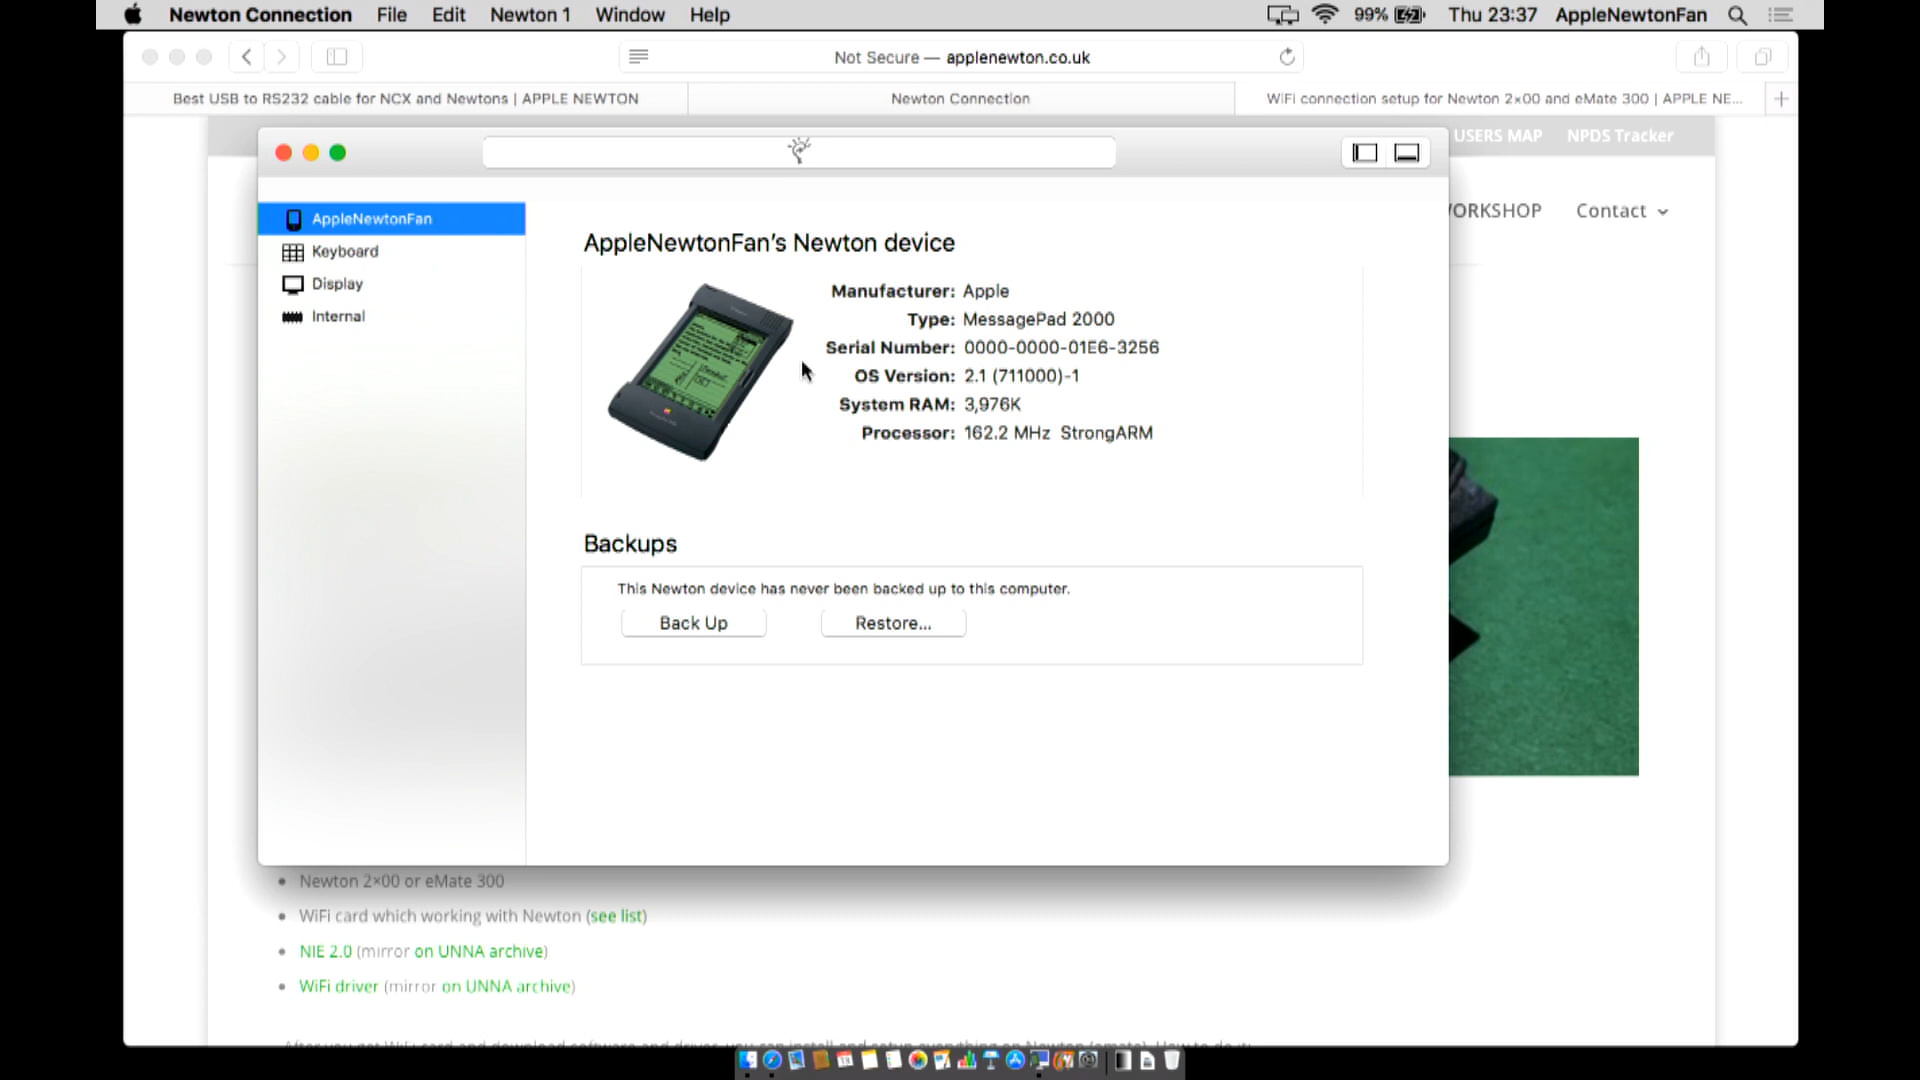 Newton Connection File Edit Newton 1 Window Help 99% Thu 23:37 AppleNewtonFan
Not Secure — applenewton.co.uk
Best USB to RS232 cable for NCX and Newtons | APPLE NEWTON
Newton Connection
WiFi connection setup for Newton 2×00 and eMate 300 | APPLE NE...
USERS MAP NPDS Tracker
WORKSHOP Contact
AppleNewtonFan
Keyboard
Display
Internal
AppleNewtonFan's Newton device
Manufacturer: Apple
Type: MessagePad 2000
Serial Number: 0000-0000-01E6-3256
OS Version: 2.1 (711000)-1
System RAM: 3,976K
Processor: 162.2 MHz StrongARM
Backups
This Newton device has never been backed up to this computer.
Back Up Restore...
• Newton 2×00 or eMate 300
• WiFi card which working with Newton (see list)
• NIE 2.0 (mirror on UNNA archive)
• WiFi driver (mirror on UNNA archive)